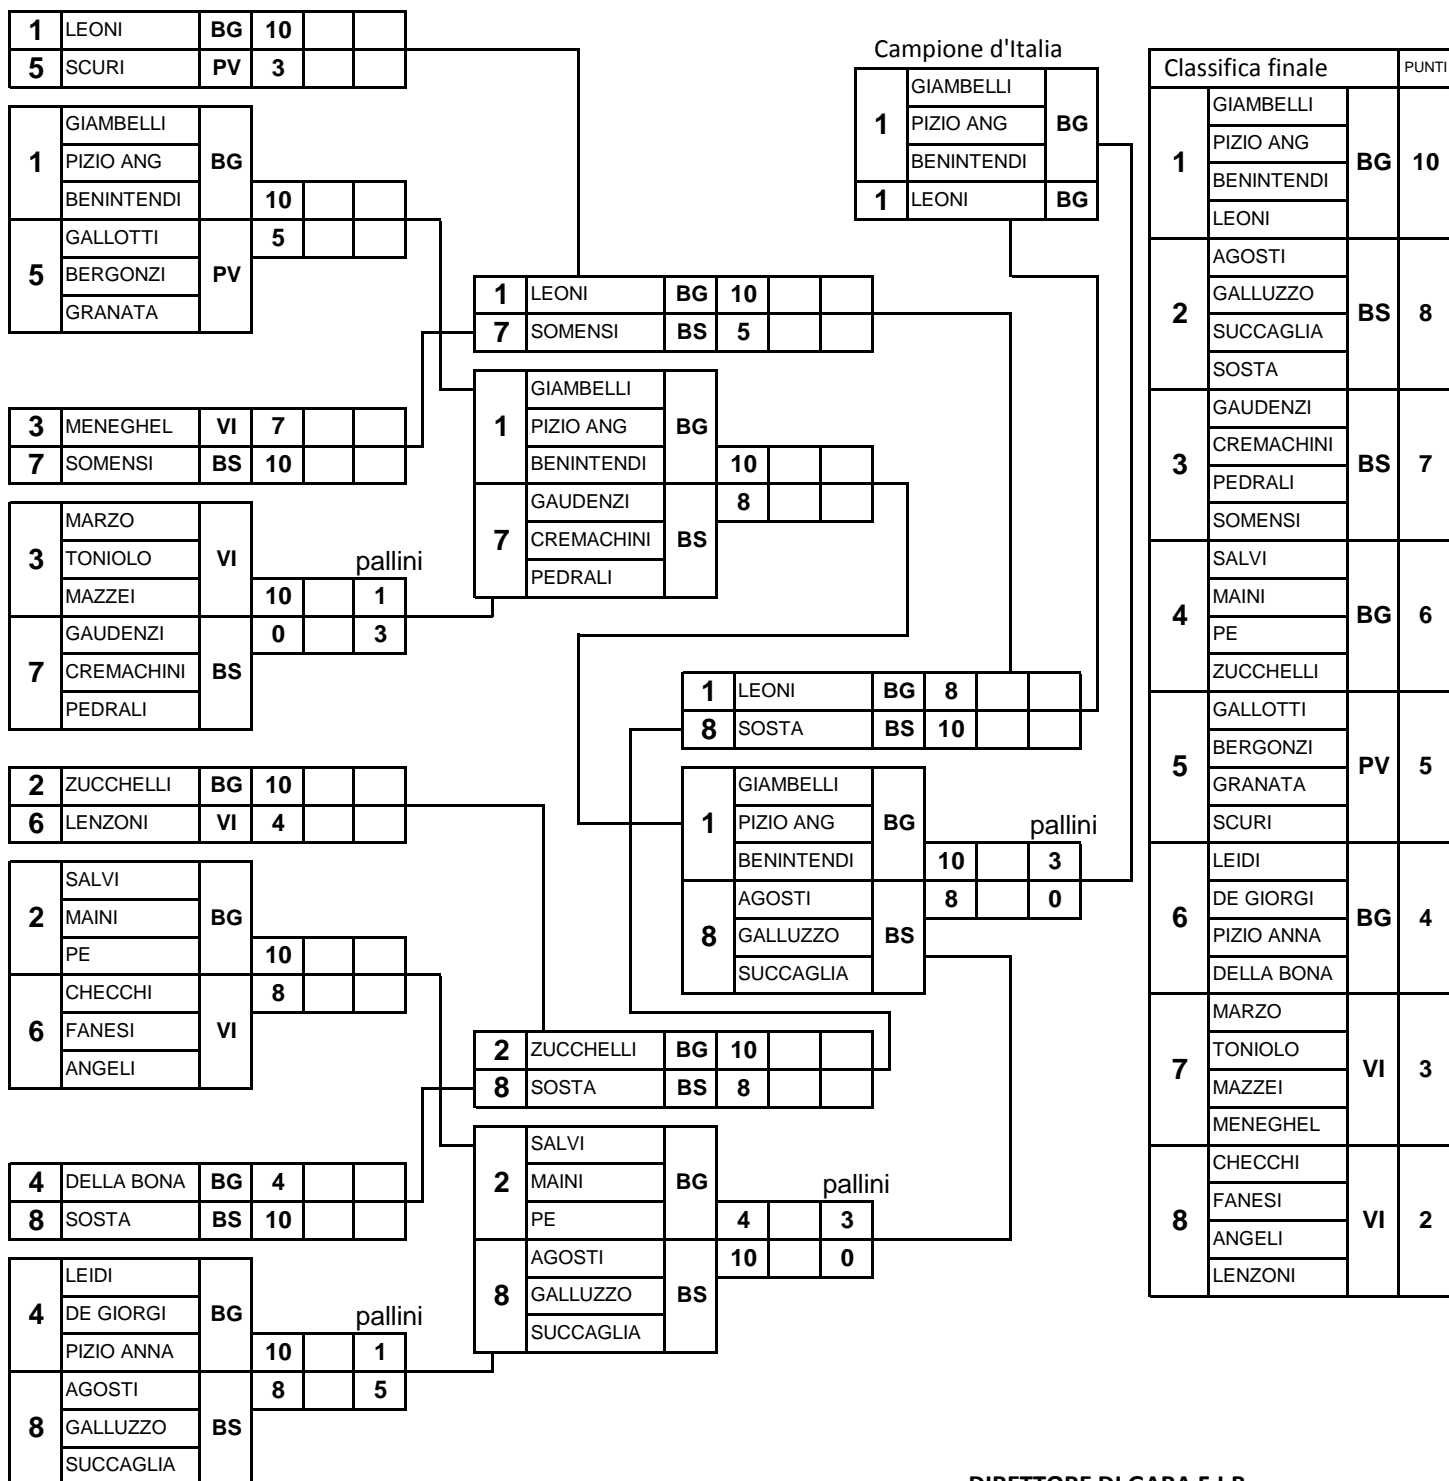 1 LEONI BG 10
5 SCURI PV 3
GIAMBELLI
1 PIZIO ANG BG
BENINTENDI 10
GALLOTTI 5
5 BERGONZI PV
GRANATA
3 MENEGHEL VI 7
7 SOMENSI BS 10
MARZO
3 TONIOLO VI pallini
MAZZEI 10 1
GAUDENZI 0 3
7 CREMACHINI BS
PEDRALI
2 ZUCCHELLI BG 10
6 LENZONI VI 4
SALVI
2 MAINI BG
PE 10
CHECCHI 8
6 FANESI VI
ANGELI
4 DELLA BONA BG 4
8 SOSTA BS 10
LEIDI
4 DE GIORGI BG pallini
PIZIO ANNA 10 1
AGOSTI 8 5
8 GALLUZZO BS
SUCCAGLIA
1 LEONI BG 10
7 SOMENSI BS 5
GIAMBELLI
1 PIZIO ANG BG
BENINTENDI 10
GAUDENZI 8
7 CREMACHINI BS
PEDRALI
2 ZUCCHELLI BG 10
8 SOSTA BS 8
SALVI
2 MAINI BG pallini
PE 4 3
AGOSTI 10 0
8 GALLUZZO BS
SUCCAGLIA
1 LEONI BG 8
8 SOSTA BS 10
GIAMBELLI
1 PIZIO ANG BG pallini
BENINTENDI 10 3
AGOSTI 8 0
8 GALLUZZO BS
SUCCAGLIA
Campione d'Italia
GIAMBELLI
1 PIZIO ANG BG
BENINTENDI
1 LEONI BG
Classifica finale PUNTI
GIAMBELLI
PIZIO ANG
1 BG 10
BENINTENDI
LEONI
AGOSTI
GALLUZZO
2 BS 8
SUCCAGLIA
SOSTA
GAUDENZI
CREMACHINI
3 BS 7
PEDRALI
SOMENSI
SALVI
MAINI
4 BG 6
PE
ZUCCHELLI
GALLOTTI
BERGONZI
5 PV 5
GRANATA
SCURI
LEIDI
DE GIORGI
6 BG 4
PIZIO ANNA
DELLA BONA
MARZO
TONIOLO
7 VI 3
MAZZEI
MENEGHEL
CHECCHI
FANESI
8 VI 2
ANGELI
LENZONI
DIRETTORE DI GARA F.I.B.